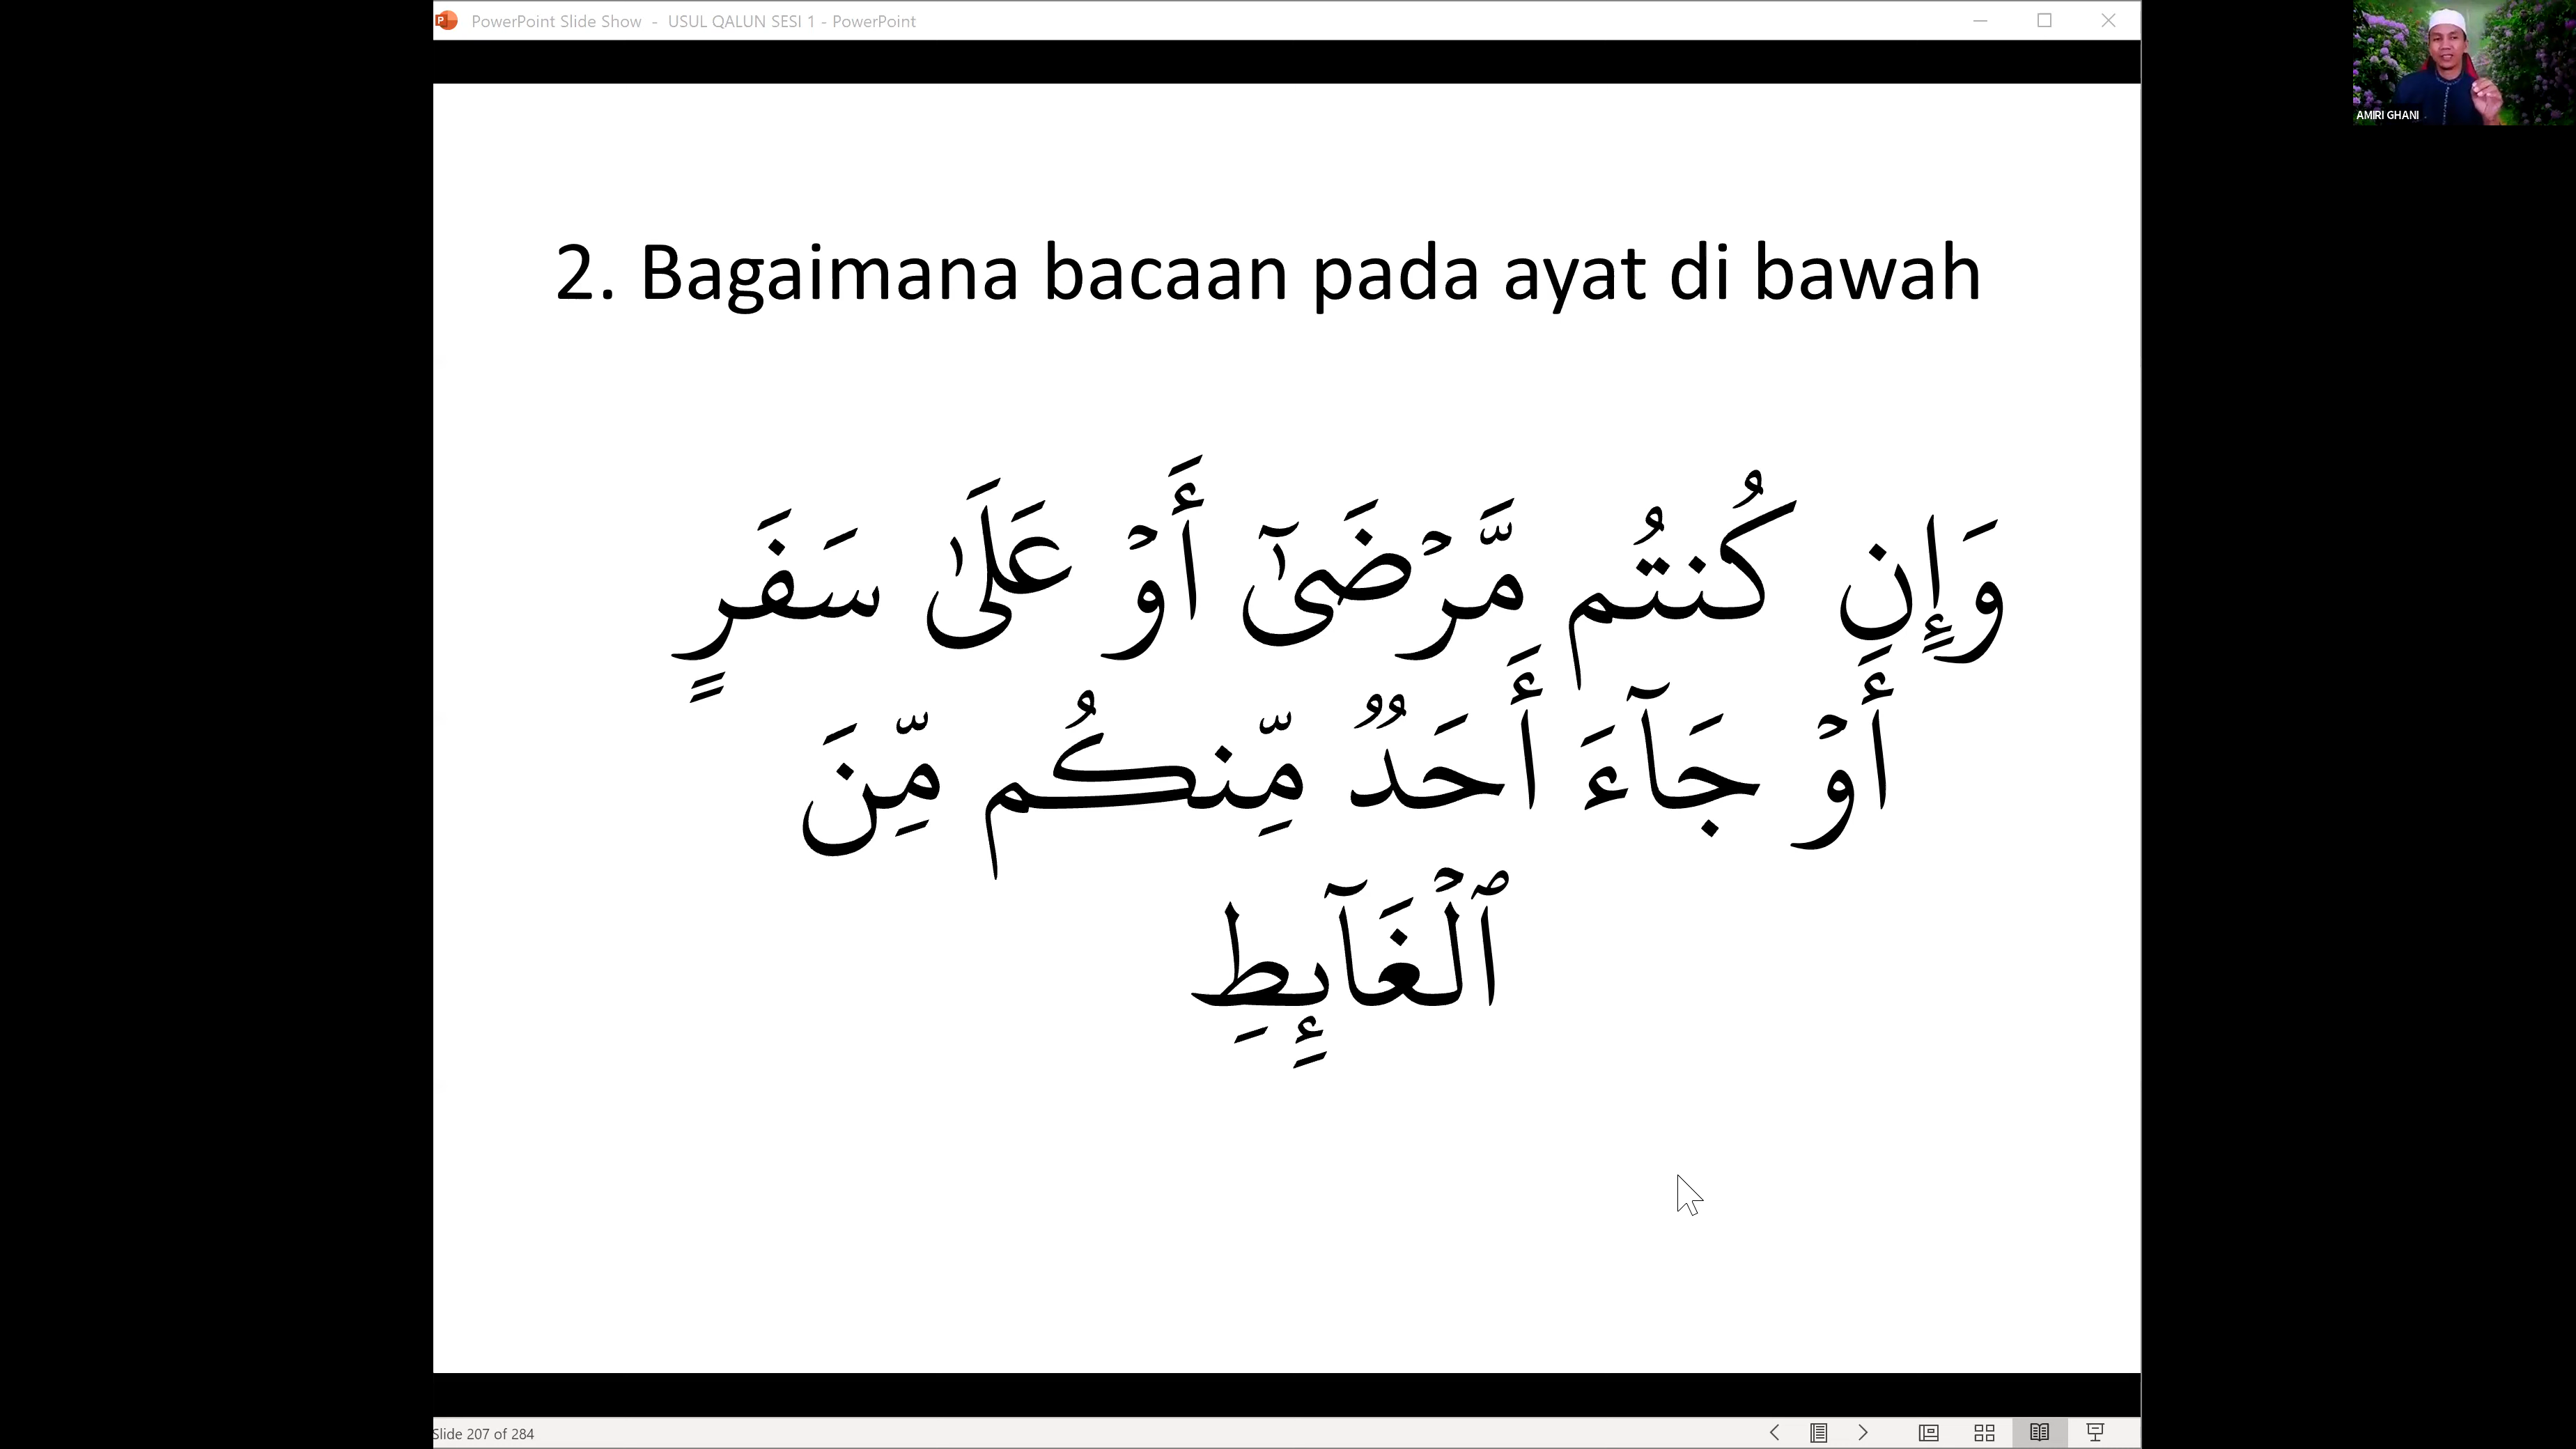 PowerPoint Slide Show - USUL QALUN SESI 1 - PowerPoint
AMIRI GHANI
2. Bagaimana bacaan pada ayat di bawah
وَإِن كُنتُم مَّرۡضَىٰٓ أَوۡ عَلَىٰ سَفَرٍ
أَوۡ جَآءَ أَحَدٞ مِّنكُم مِّنَ
ٱلۡغَآئِطِ
Slide 207 of 284